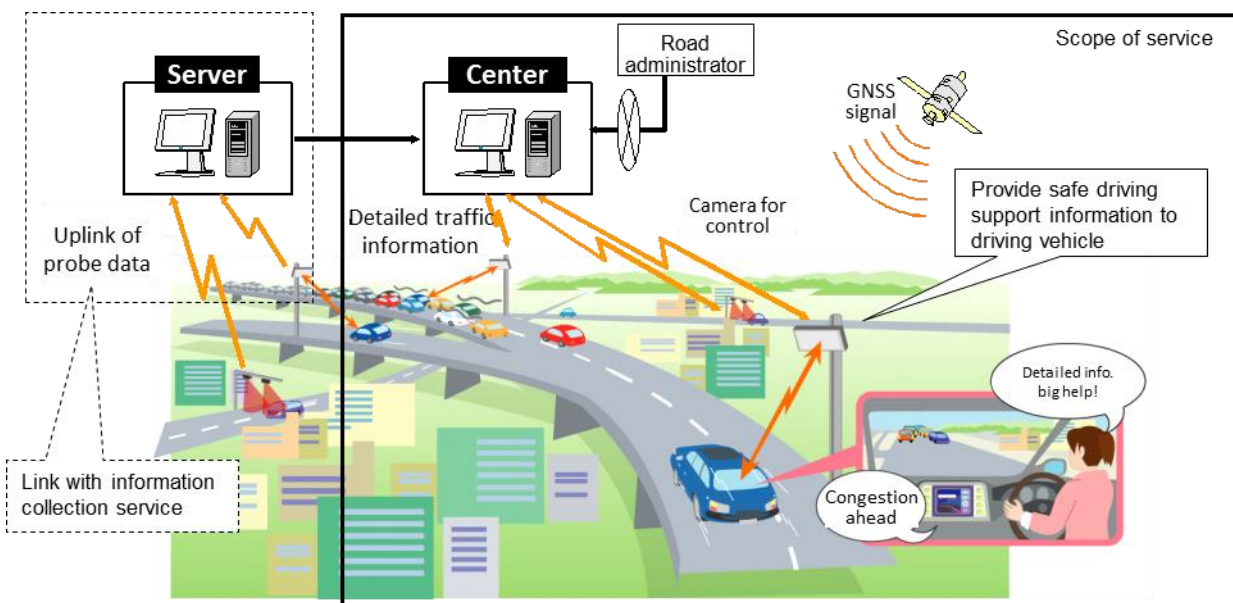 Scope of service
Road
administrator
Server
Center
GNSS
signal
Provide safe driving
support information to
driving vehicle
Detailed traffic
information
Camera for
control
Uplink of
probe data
Link with information
collection service
Detailed info.
big help!
Congestion
ahead